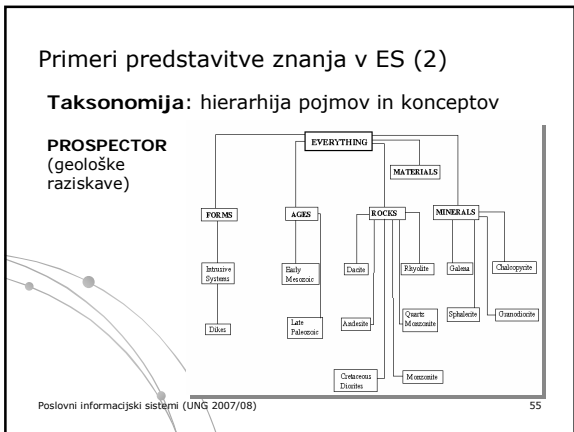 Primeri predstavitve znanja v ES (2)
Taksonomija: hierarhija pojmov in konceptov
PROSPECTOR
(geološke
raziskave)
EVERYTHING
MATERIALS
FORMS
AGES
ROCKS
MINERALS
Intrusive
Systems
Early
Mesozoic
Dacite
Rhyolite
Galena
Chalcopyrite
Dikes
Late
Paleozoic
Andesite
Quartz
Monzonite
Sphalerite
Granodiorite
Cretaceous
Diorites
Monzonite
Poslovni informacijski sistemi (UNG 2007/08)
55